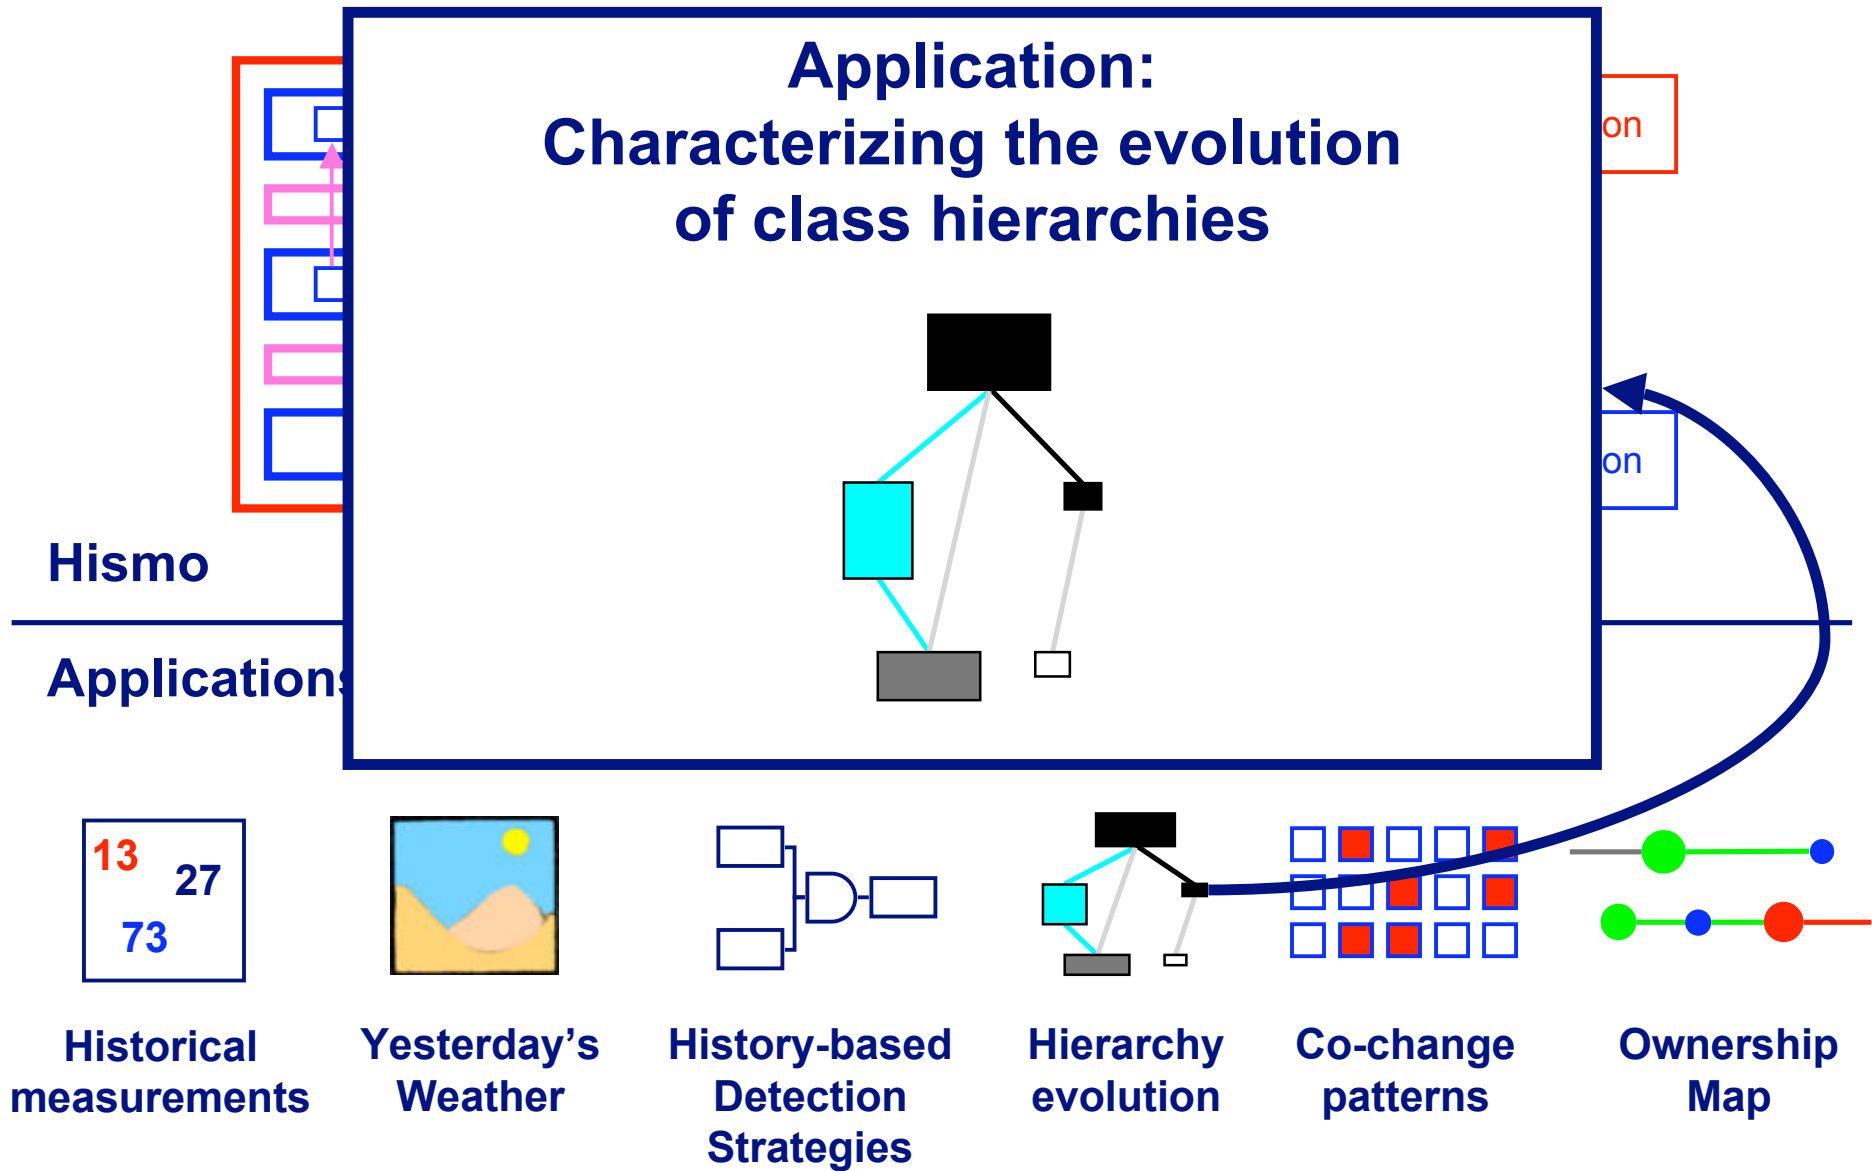 Application:
Characterizing the evolution
of class hierarchies
on
on
Hismo
Applications
13
27
73
Historical
measurements
Yesterday’s
Weather
History-based
Detection
Strategies
Hierarchy
evolution
Co-change
patterns
Ownership
Map